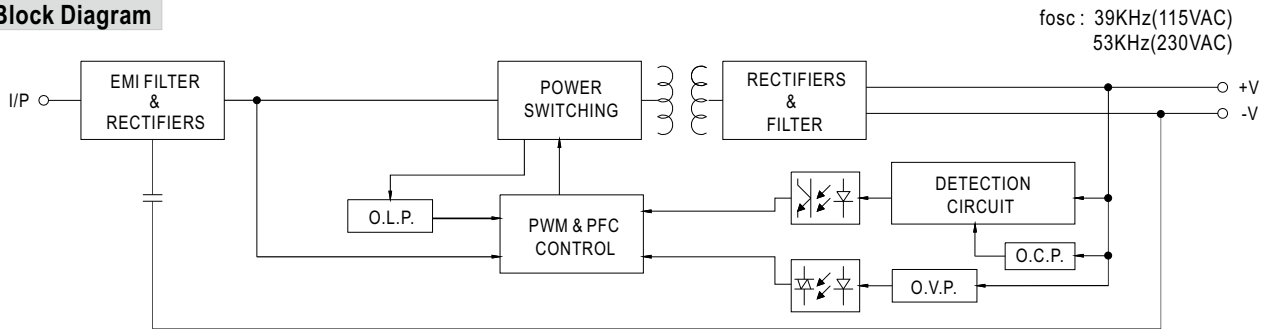 Block Diagram
fosc : 39KHz(115VAC)
53KHz(230VAC)
I/P
EMI FILTER
&
RECTIFIERS
POWER
SWITCHING
RECTIFIERS
&
FILTER
+V
-V
O.L.P.
PWM & PFC
CONTROL
DETECTION
CIRCUIT
O.C.P.
O.V.P.